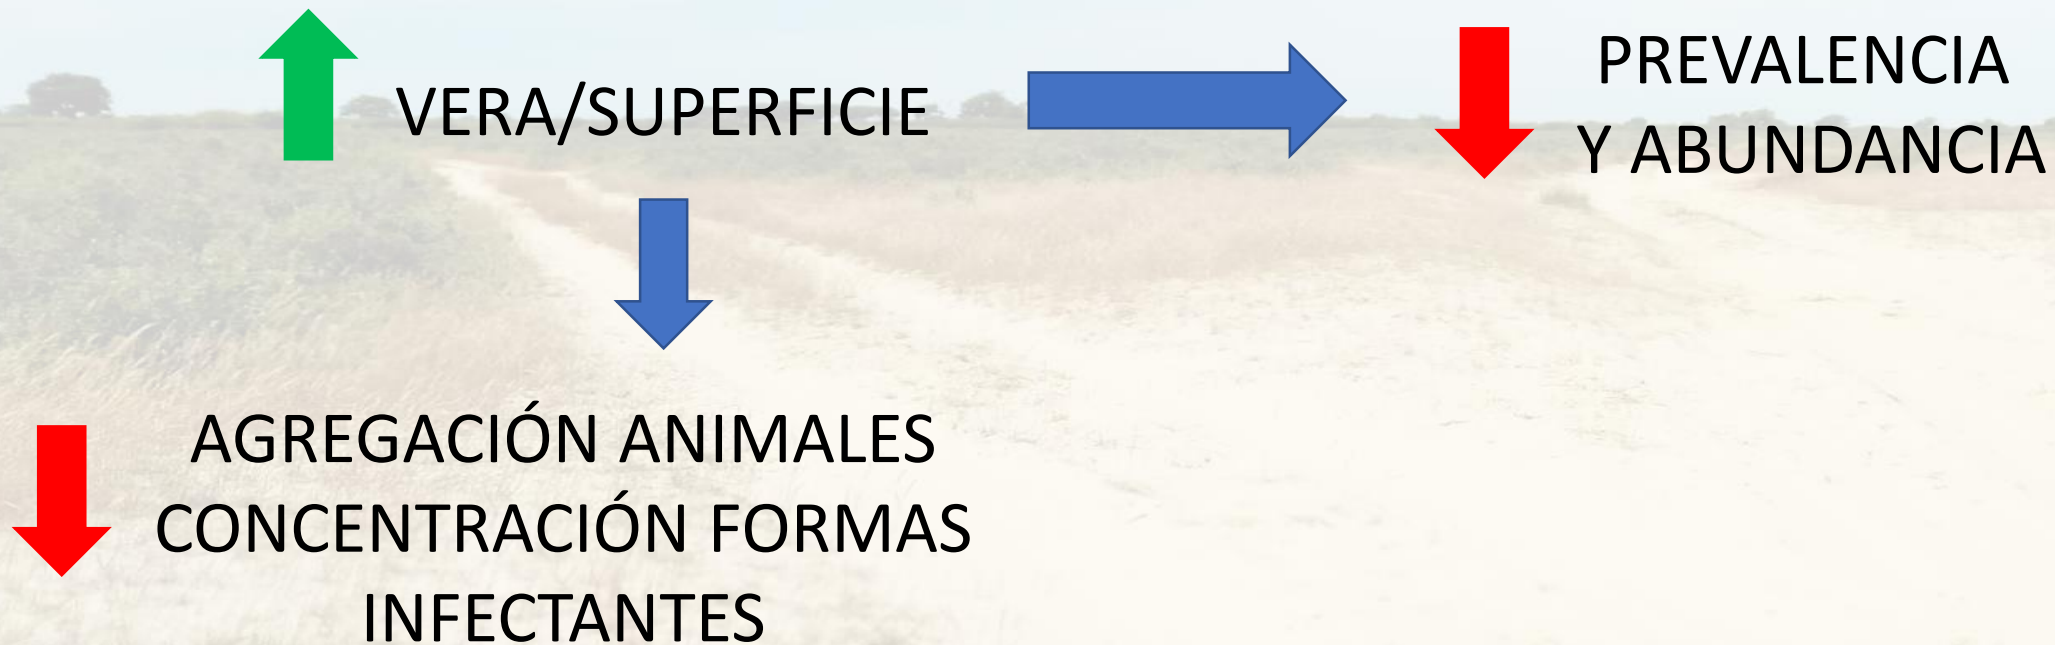 VERA/SUPERFICIE
PREVALENCIA
Y ABUNDANCIA
AGREGACIÓN ANIMALES
CONCENTRACIÓN FORMAS
INFECTANTES